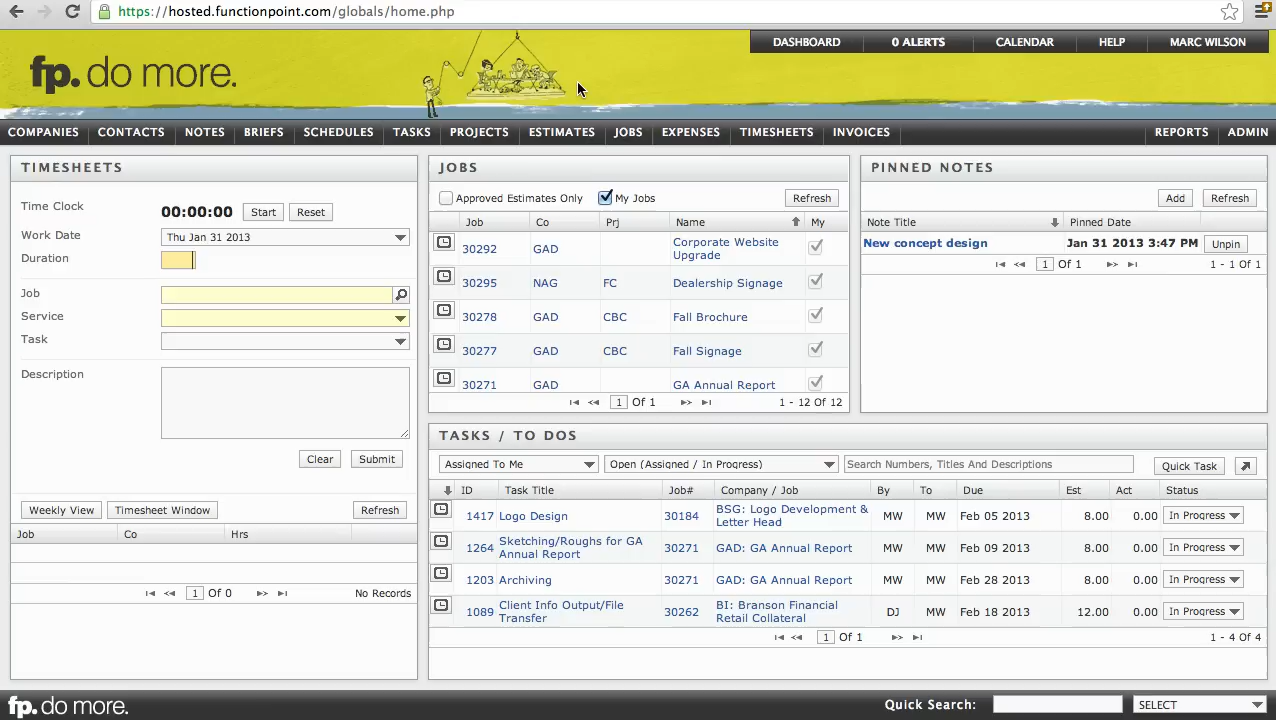 https://hosted.functionpoint.com/globals/home.php
DASHBOARD 0 ALERTS CALENDAR HELP MARC WILSON
fp. do more.
COMPANIES CONTACTS NOTES BRIEFS SCHEDULES TASKS PROJECTS ESTIMATES JOBS EXPENSES TIMESHEETS INVOICES REPORTS ADMIN
TIMESHEETS
Time Clock 00:00:00 Start Reset
Work Date Thu Jan 31 2013
Duration
Job
Service
Task
Description
Clear Submit
Weekly View Timesheet Window Refresh
Job Co Hrs
1 Of 0 No Records
JOBS
Approved Estimates Only My Jobs Refresh
Job Co Prj Name My
30292 GAD Corporate Website
Upgrade
30295 NAG FC Dealership Signage
30278 GAD CBC Fall Brochure
30277 GAD CBC Fall Signage
30271 GAD GA Annual Report
1 Of 1 1 - 12 Of 12
PINNED NOTES
Add Refresh
Note Title Pinned Date
New concept design Jan 31 2013 3:47 PM Unpin
1 Of 1 1 - 1 Of 1
TASKS / TO DOS
Assigned To Me Open (Assigned / In Progress) Search Numbers, Titles And Descriptions Quick Task
ID Task Title Job# Company / Job By To Due Est Act Status
1417 Logo Design 30184 BSG: Logo Development &
Letter Head MW MW Feb 05 2013 8.00 0.00 In Progress
1264 Sketching/Roughs for GA
Annual Report 30271 GAD: GA Annual Report MW MW Feb 09 2013 8.00 0.00 In Progress
1203 Archiving 30271 GAD: GA Annual Report MW MW Feb 28 2013 8.00 0.00 In Progress
1089 Client Info Output/File
Transfer 30262 BI: Branson Financial
Retail Collateral DJ MW Feb 18 2013 12.00 0.00 In Progress
1 Of 1 1 - 4 Of 4
fp. do more. Quick Search: SELECT